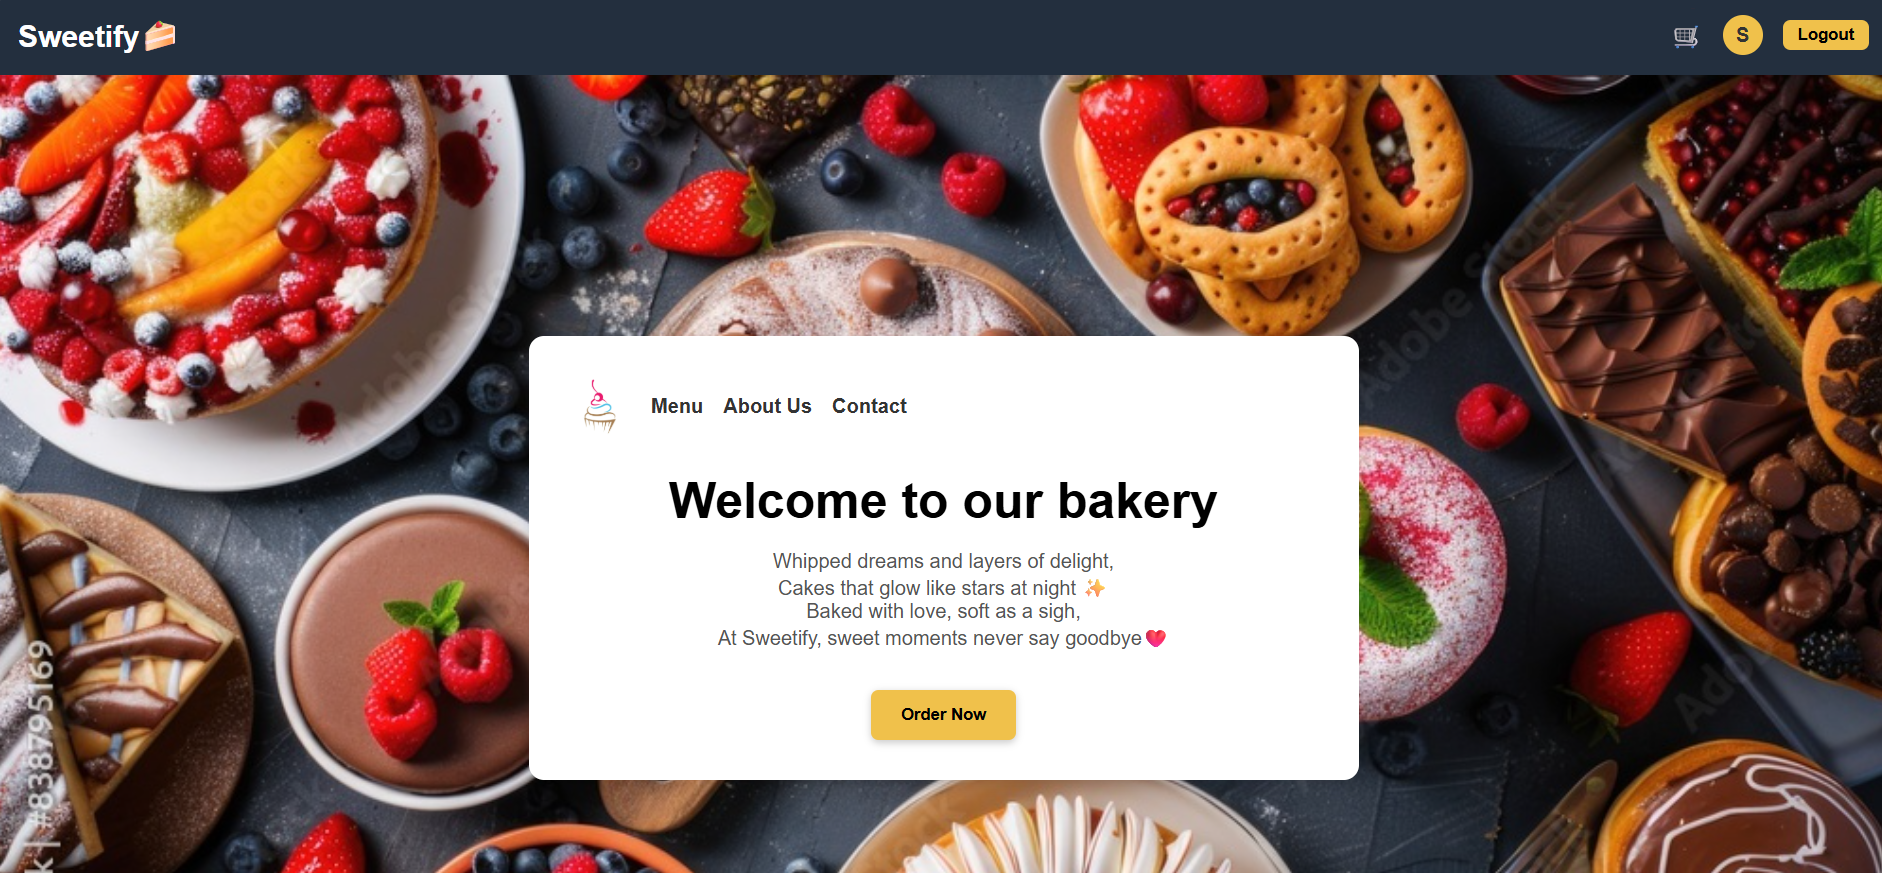 Sweetify
S
Logout
Menu About Us Contact
Welcome to our bakery
Whipped dreams and layers of delight,
Cakes that glow like stars at night ✨
Baked with love, soft as a sigh,
At Sweetify, sweet moments never say goodbye
Order Now
Adobe Stock
k | #838795169